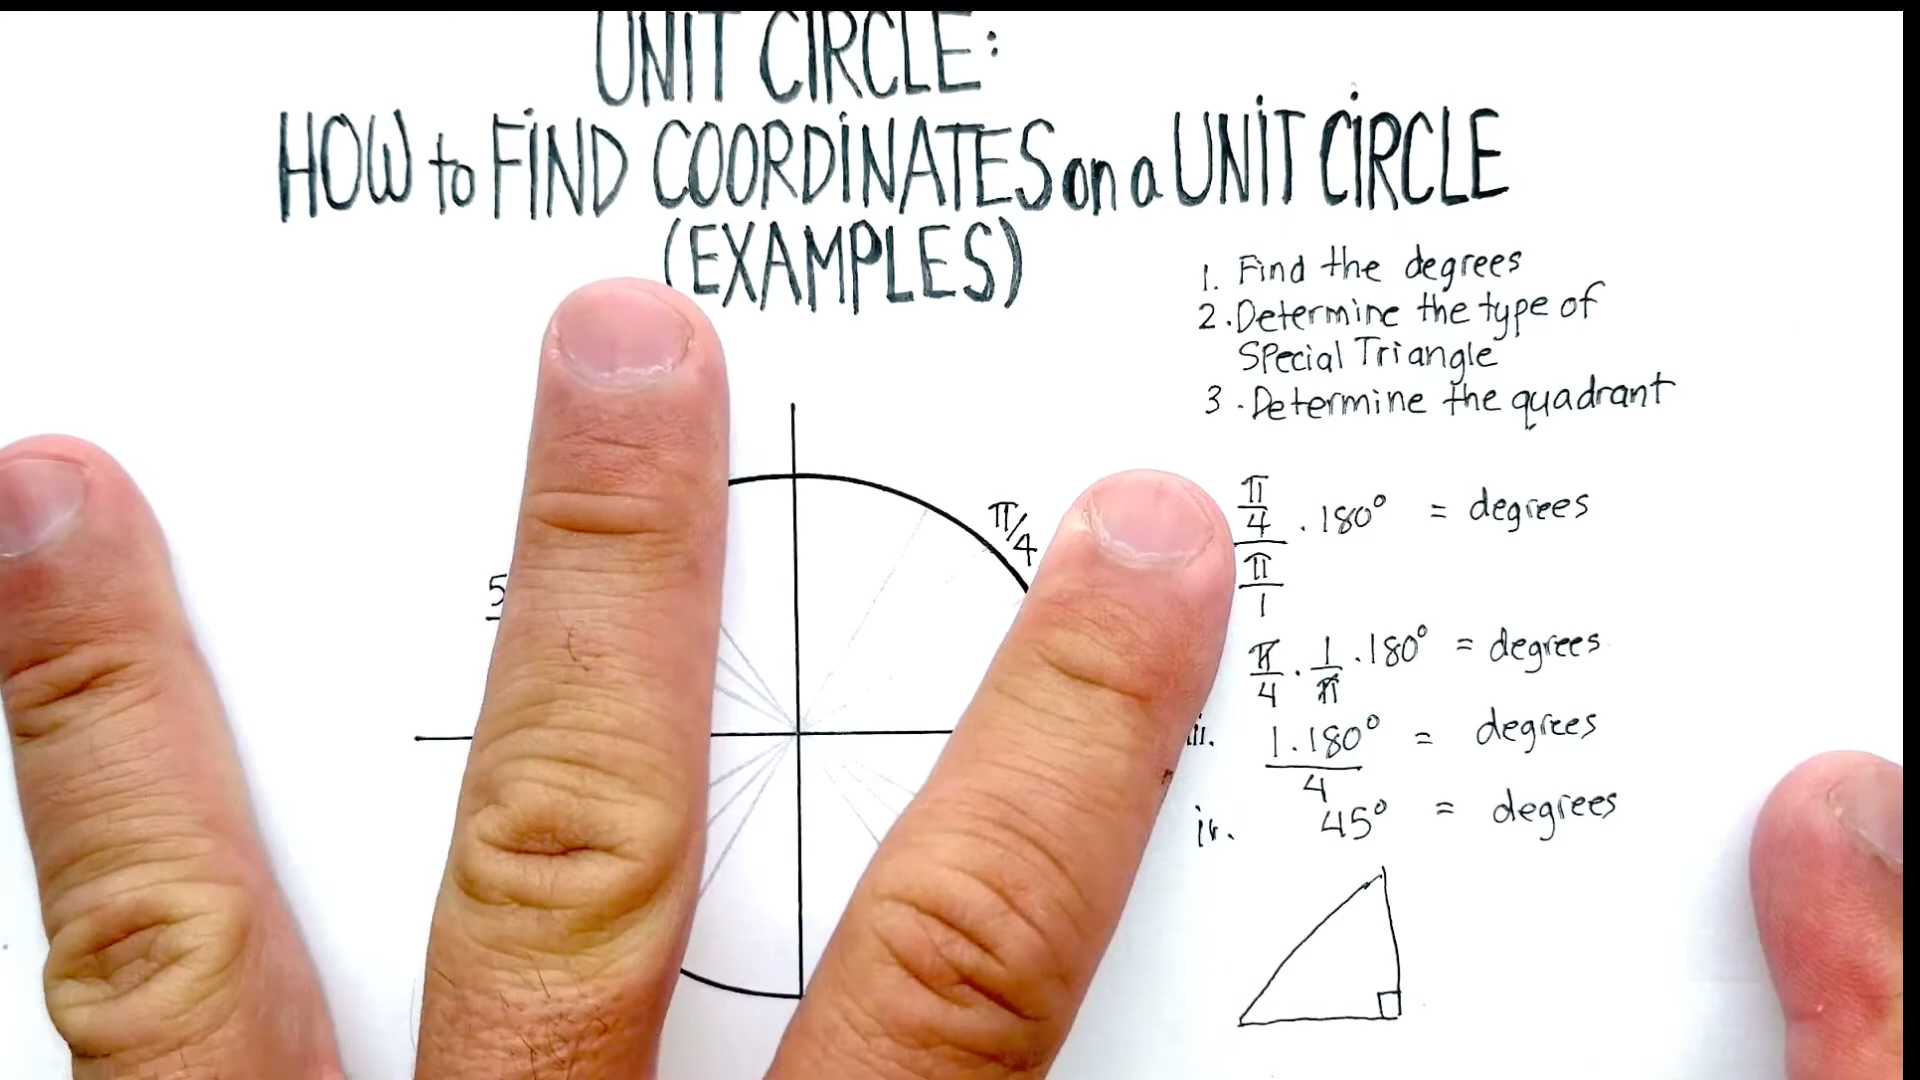 UNIT CIRCLE:
HOW to FIND COORDINATES on a UNIT CIRCLE
(EXAMPLES)
1. Find the degrees
2. Determine the type of
Special Triangle
3. Determine the quadrant
π/4
5
π/4 / π/1 . 180° = degrees
π/4 . 1/π . 180° = degrees
iii. 1.180°/4 = degrees
iv. 45° = degrees